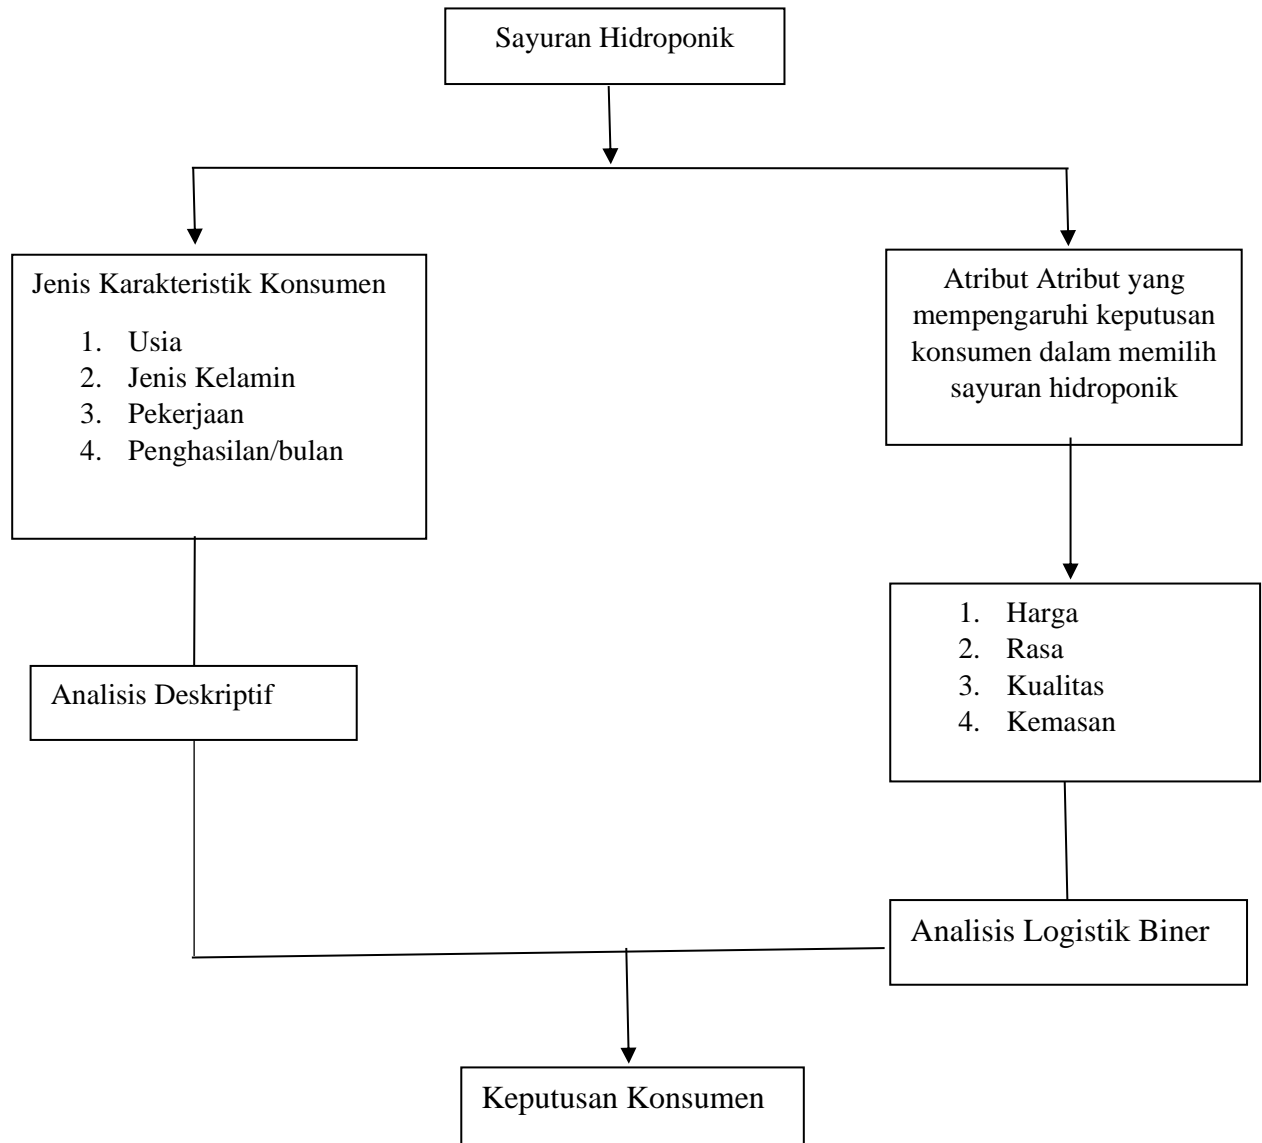 Sayuran Hidroponik
Jenis Karakteristik Konsumen
1. Usia
2. Jenis Kelamin
3. Pekerjaan
4. Penghasilan/bulan
Atribut Atribut yang
mempengaruhi keputusan
konsumen dalam memilih
sayuran hidroponik
Analisis Deskriptif
1. Harga
2. Rasa
3. Kualitas
4. Kemasan
Analisis Logistik Biner
Keputusan Konsumen